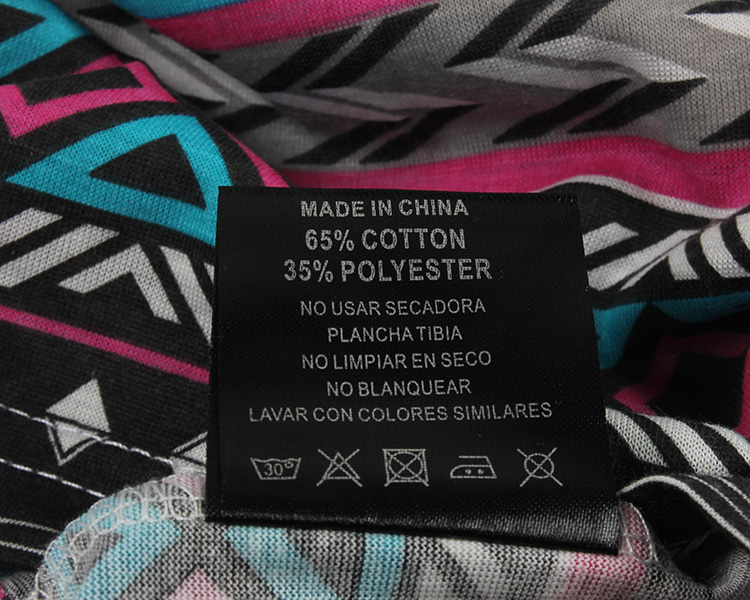 MADE IN CHINA
65% COTTON
35% POLYESTER
NO USAR SECADORA
PLANCHA TiBIA
NO LIMPIAR EN SECO
NO BLANQUEAR
LAVAR CON COLORES SIMILARES
30°